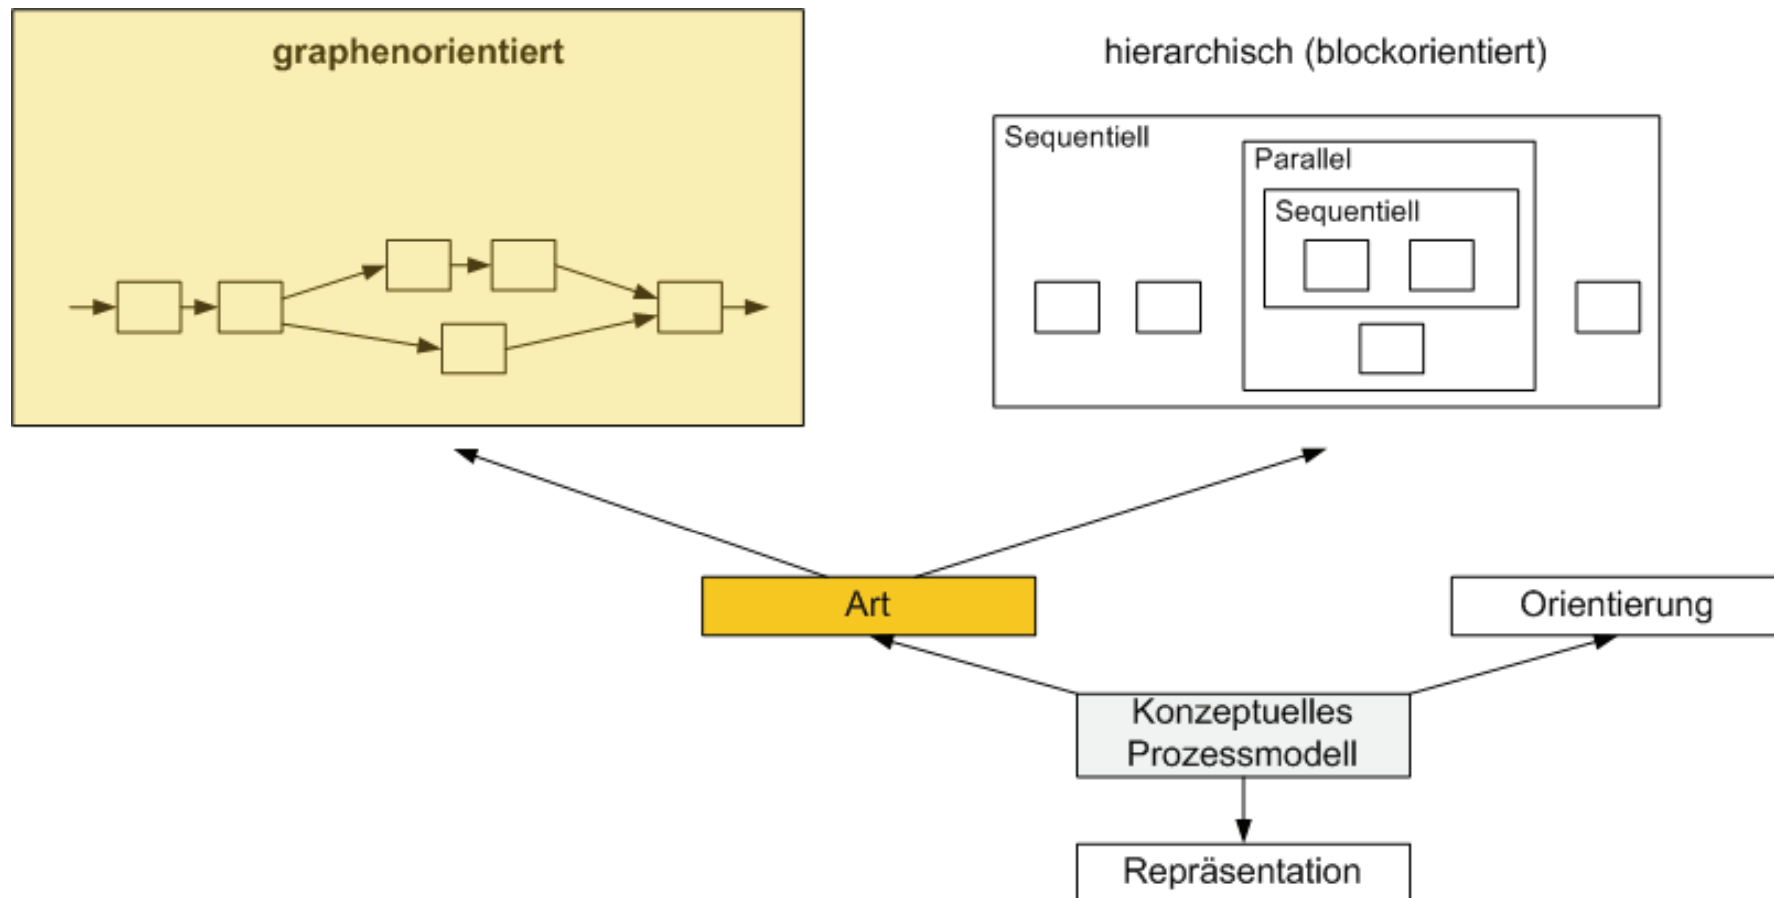 graphenorientiert
hierarchisch (blockorientiert)
Sequentiell
Parallel
Sequentiell
Art
Orientierung
Konzeptuelles
Prozessmodell
Repräsentation